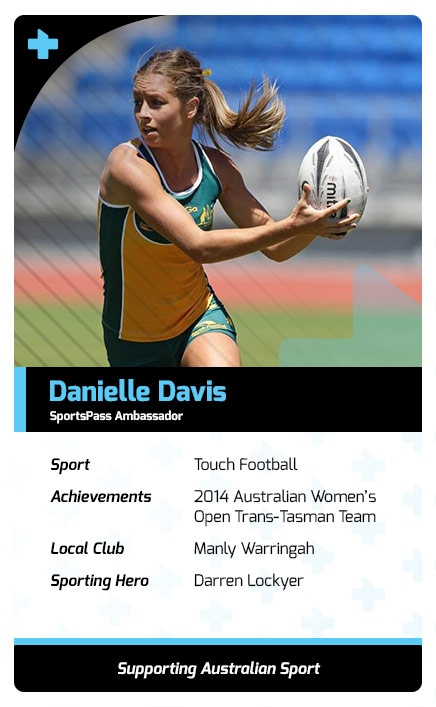 mitre
Danielle Davis
SportsPass Ambassador
Sport Touch Football
Achievements 2014 Australian Women's
Open Trans-Tasman Team
Local Club Manly Warringah
Sporting Hero Darren Lockyer
Supporting Australian Sport